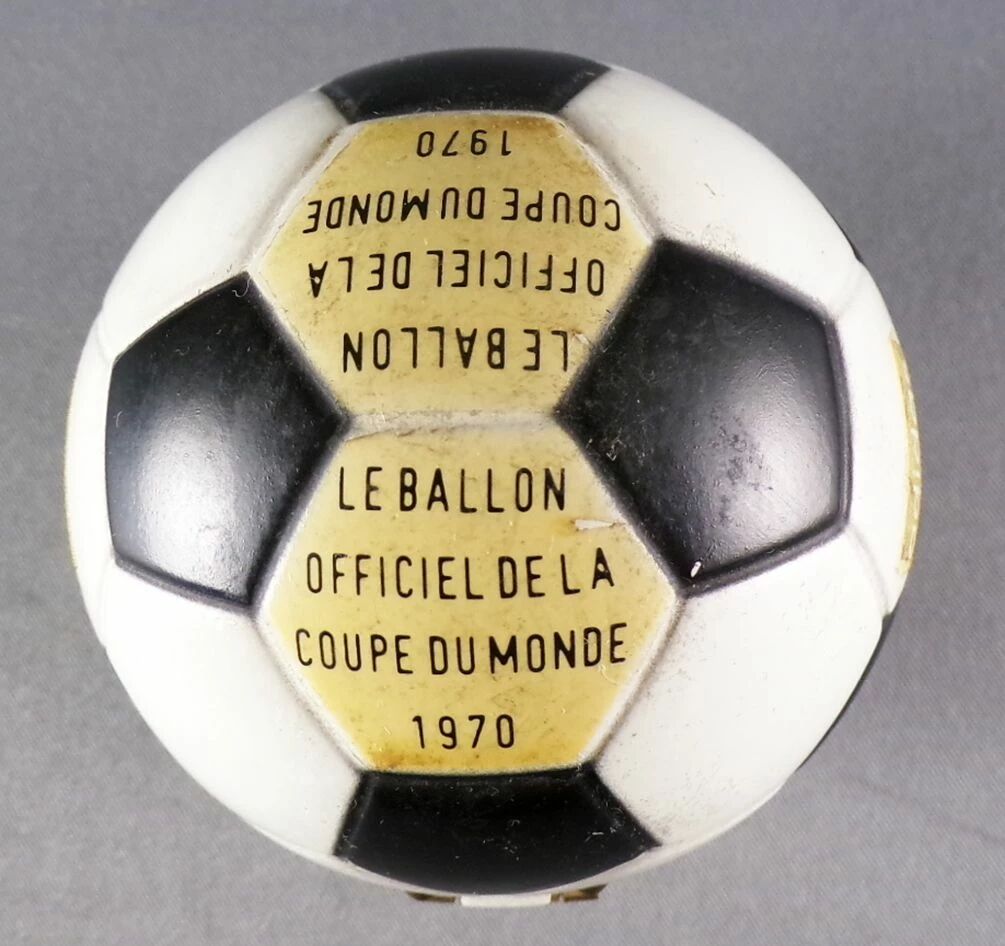 LE BALLON
OFFICIEL DE LA
COUPE DU MONDE
1970
LE BALLON
OFFICIEL DE LA
COUPE DU MONDE
1970